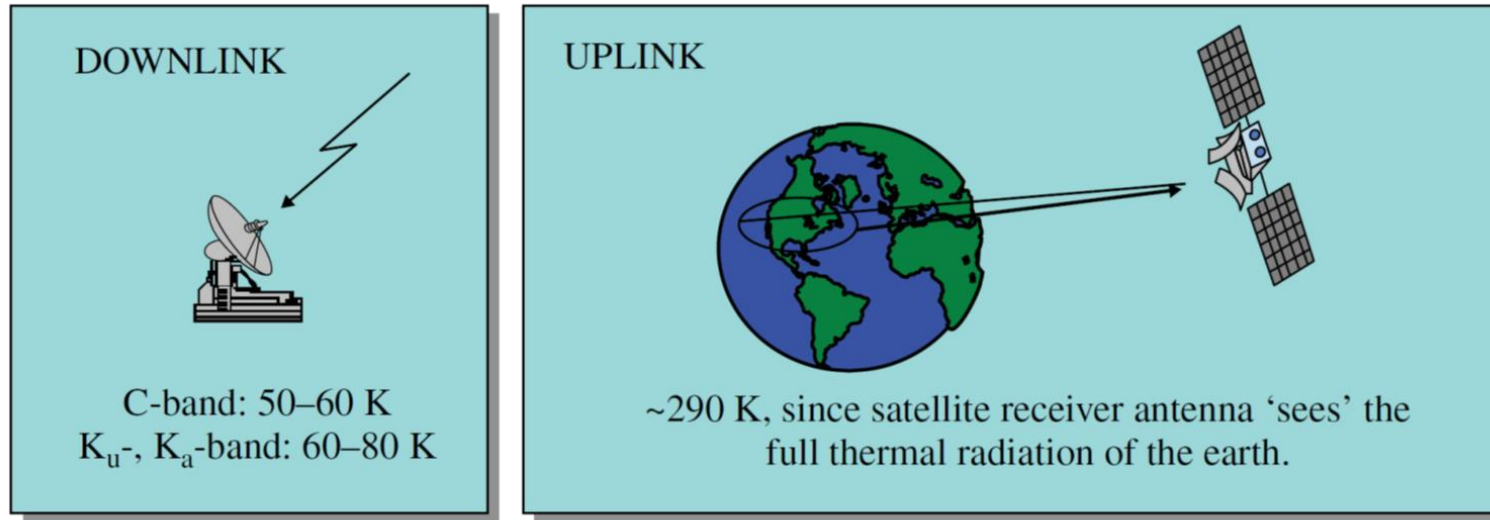 DOWNLINK
C-band: 50–60 K
Kᵤ-, Kₐ-band: 60–80 K
UPLINK
~290 K, since satellite receiver antenna ‘sees’ the
full thermal radiation of the earth.